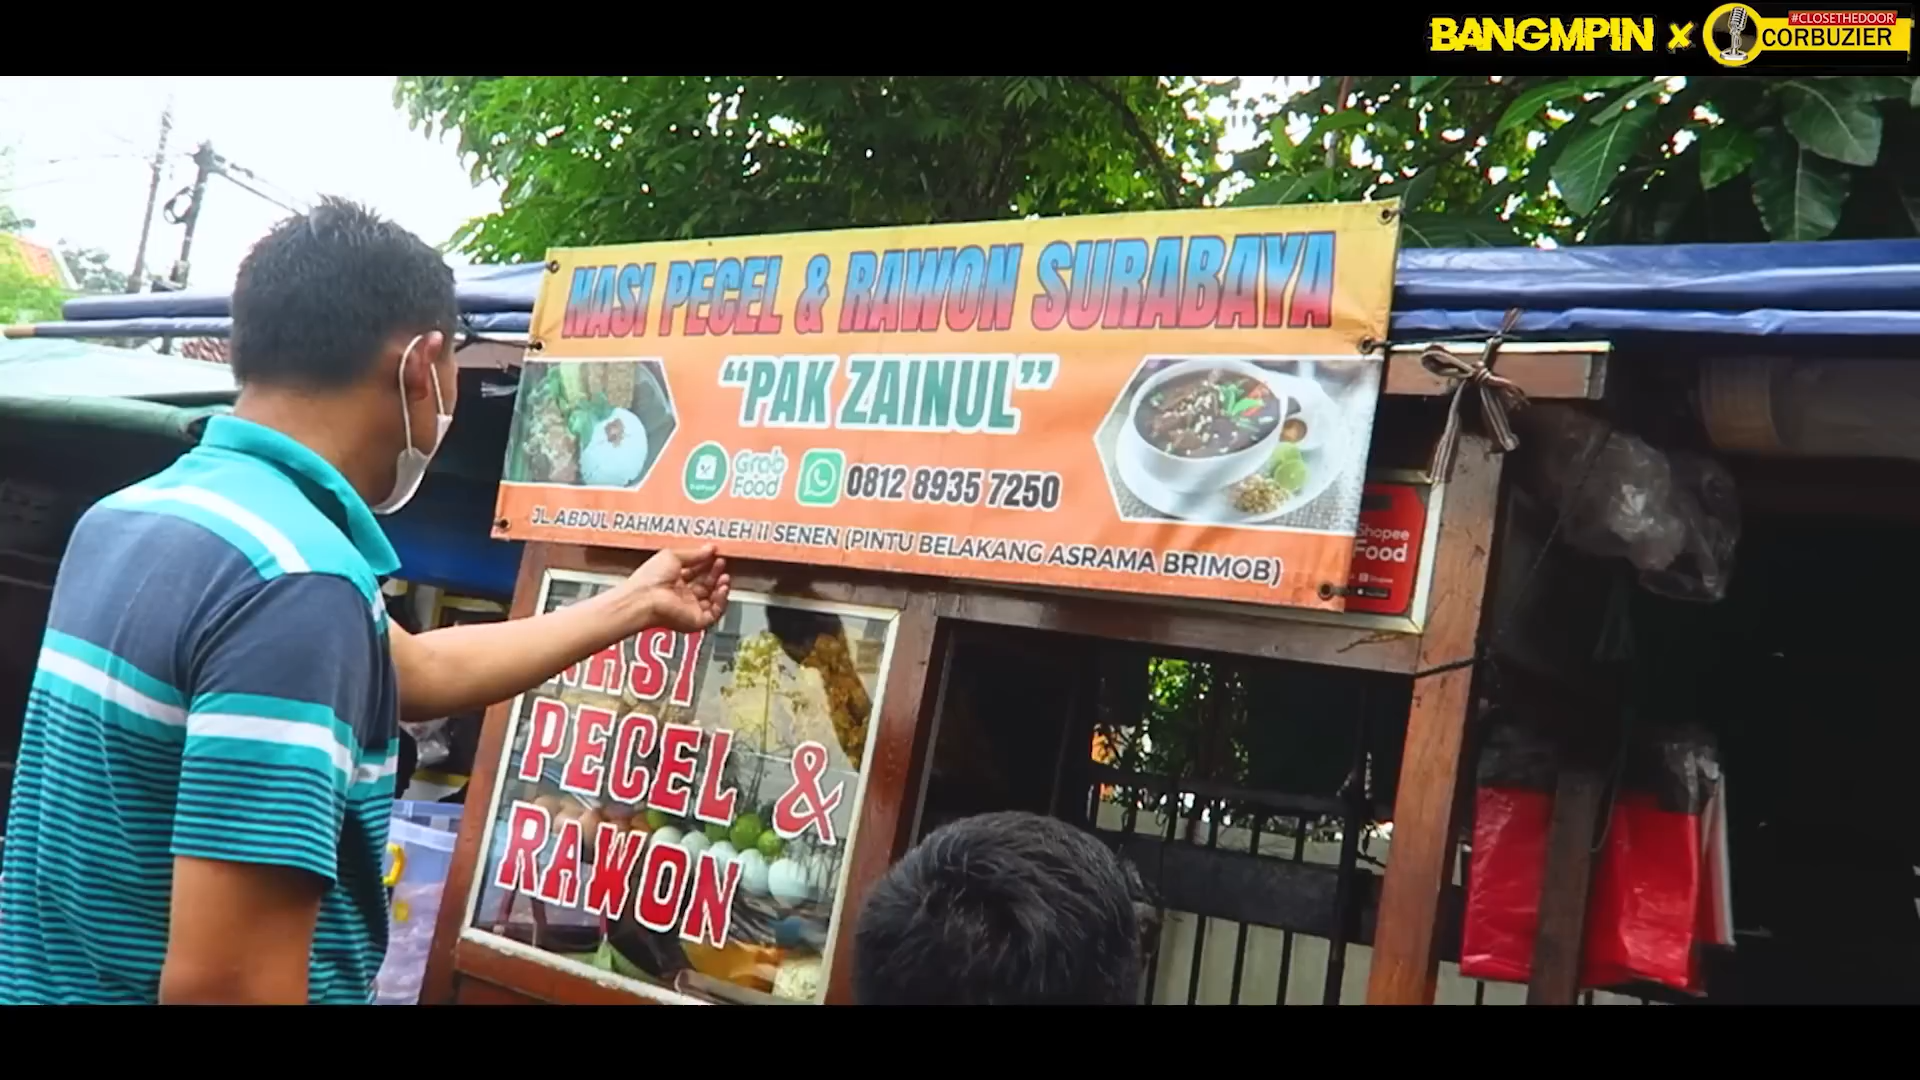 BANGMPIN X #CLOSETHEDOOR
CORBUZIER
NASI PECEL & RAWON SURABAYA
"PAK ZAINUL"
Grab Food 0812 8935 7250
JL. ABDUL RAHMAN SALEH II SENEN (PINTU BELAKANG ASRAMA BRIMOB)
Shopee
Food
NASI
PECEL &
RAWON